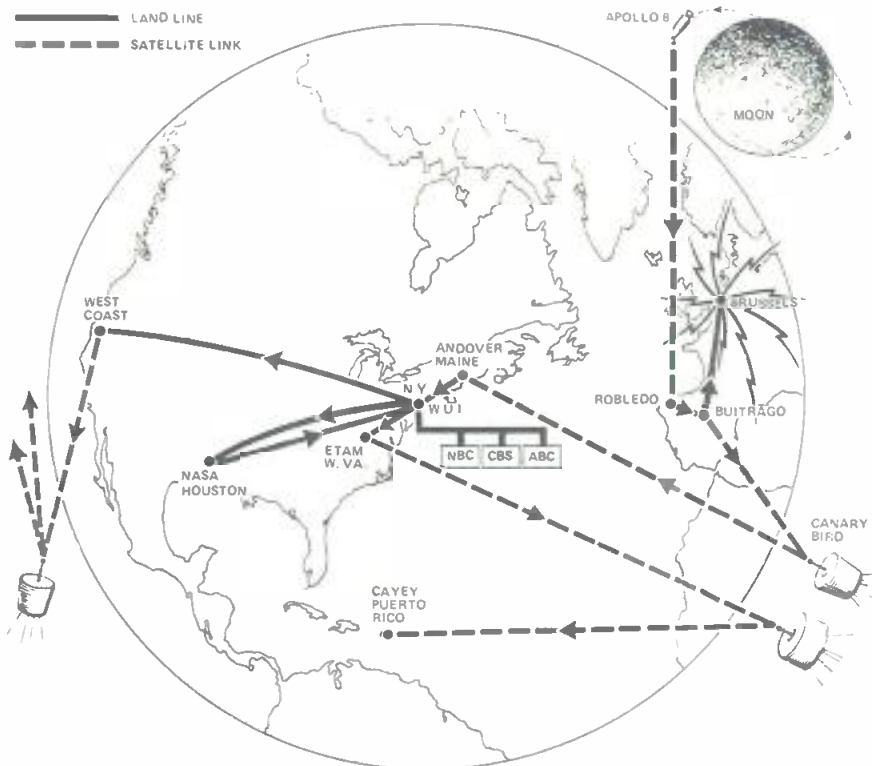 LAND LINE
SATELLITE LINK
APOLLO 8
MOON
WEST
COAST
ANDOVER
MAINE
BRUSSELS
N Y
W U I
ROBLEDO
BUITRAGO
ETAM
W. VA
NBC
CBS
ABC
NASA
HOUSTON
CANARY
BIRD
CAYEY
PUERTO
RICO